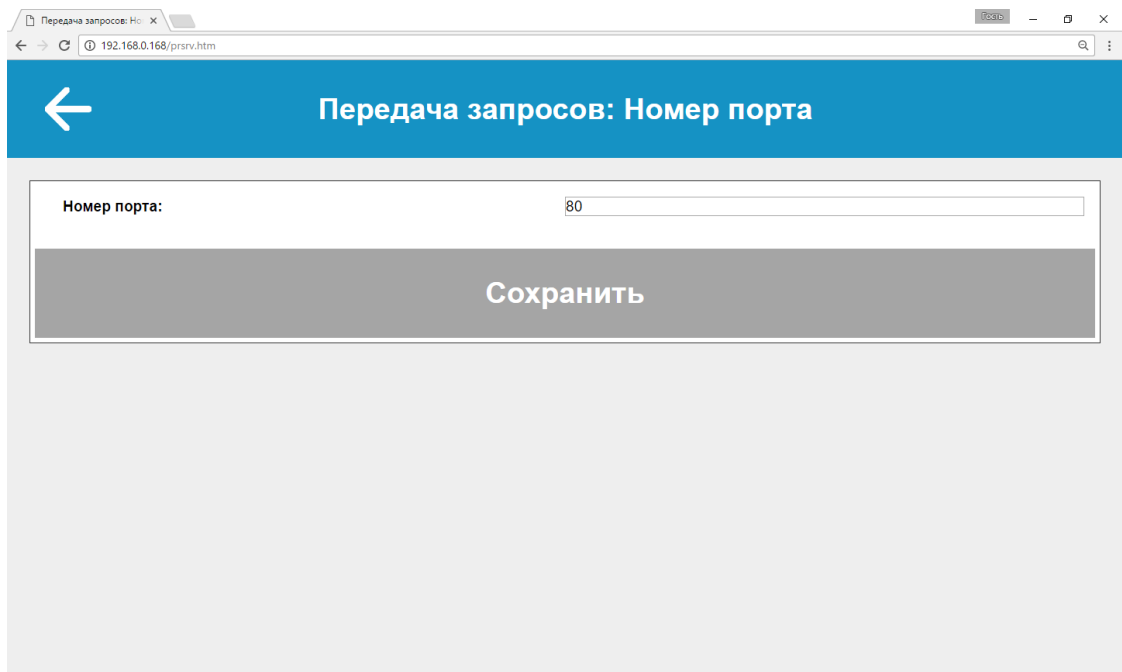 Передача запросов: Но
Гость
192.168.0.168/prsrv.htm
Передача запросов: Номер порта
Номер порта:
80
Сохранить